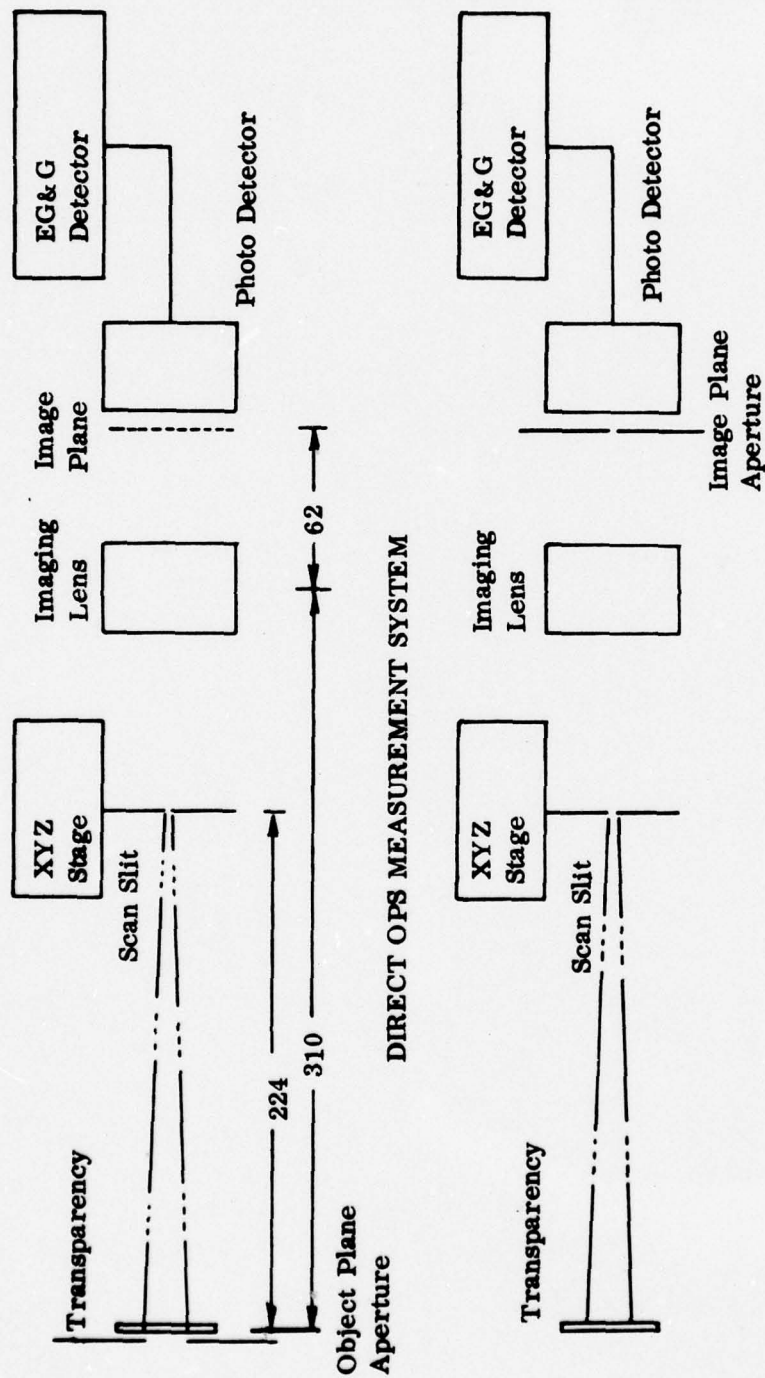 Transparency
XYZ
Stage
Scan Slit
Imaging
Lens
Image
Plane
EG&G
Detector
Photo Detector
Object Plane
Aperture
224
310
62
DIRECT OPS MEASUREMENT SYSTEM
Transparency
XYZ
Stage
Scan Slit
Imaging
Lens
EG&G
Detector
Photo Detector
Image Plane
Aperture